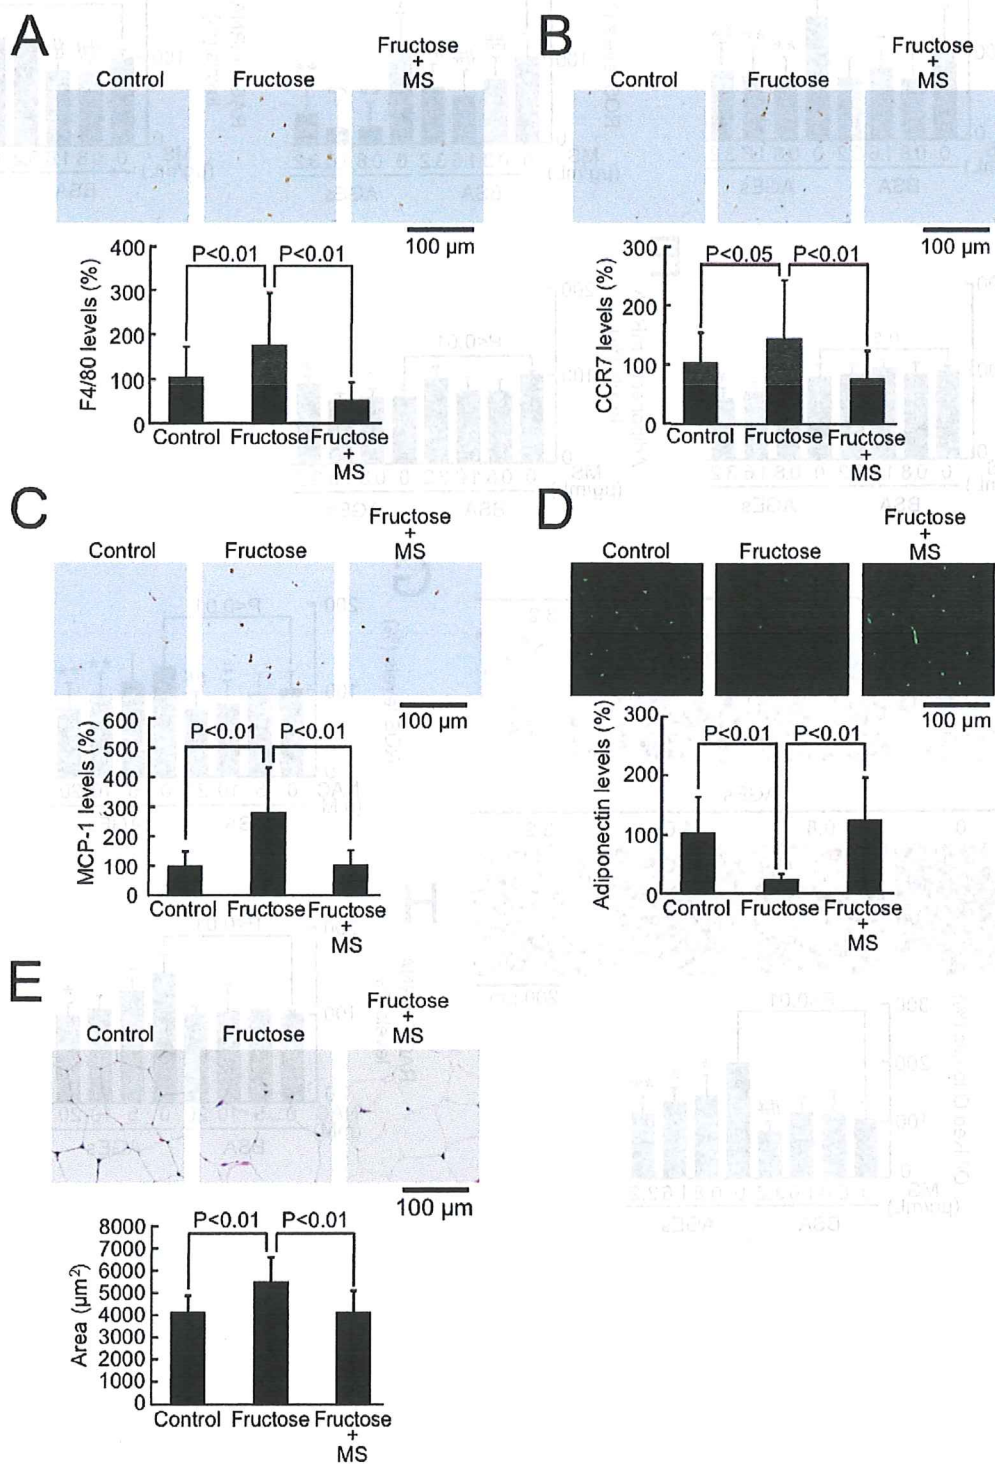 A
Control
Fructose
Fructose
+
MS
100 µm
F4/80 levels (%)
400
300
200
100
0
P<0.01
P<0.01
Control
Fructose
Fructose
+
MS
B
Control
Fructose
Fructose
+
MS
100 µm
CCR7 levels (%)
300
200
100
0
P<0.05
P<0.01
Control
Fructose
Fructose
+
MS
C
Control
Fructose
Fructose
+
MS
100 µm
MCP-1 levels (%)
600
500
400
300
200
100
0
P<0.01
P<0.01
Control
Fructose
Fructose
+
MS
D
Control
Fructose
Fructose
+
MS
100 µm
Adiponectin levels (%)
300
200
100
0
P<0.01
P<0.01
Control
Fructose
Fructose
+
MS
E
Control
Fructose
Fructose
+
MS
100 µm
Area (µm²)
8000
7000
6000
5000
4000
3000
2000
1000
0
P<0.01
P<0.01
Control
Fructose
Fructose
+
MS